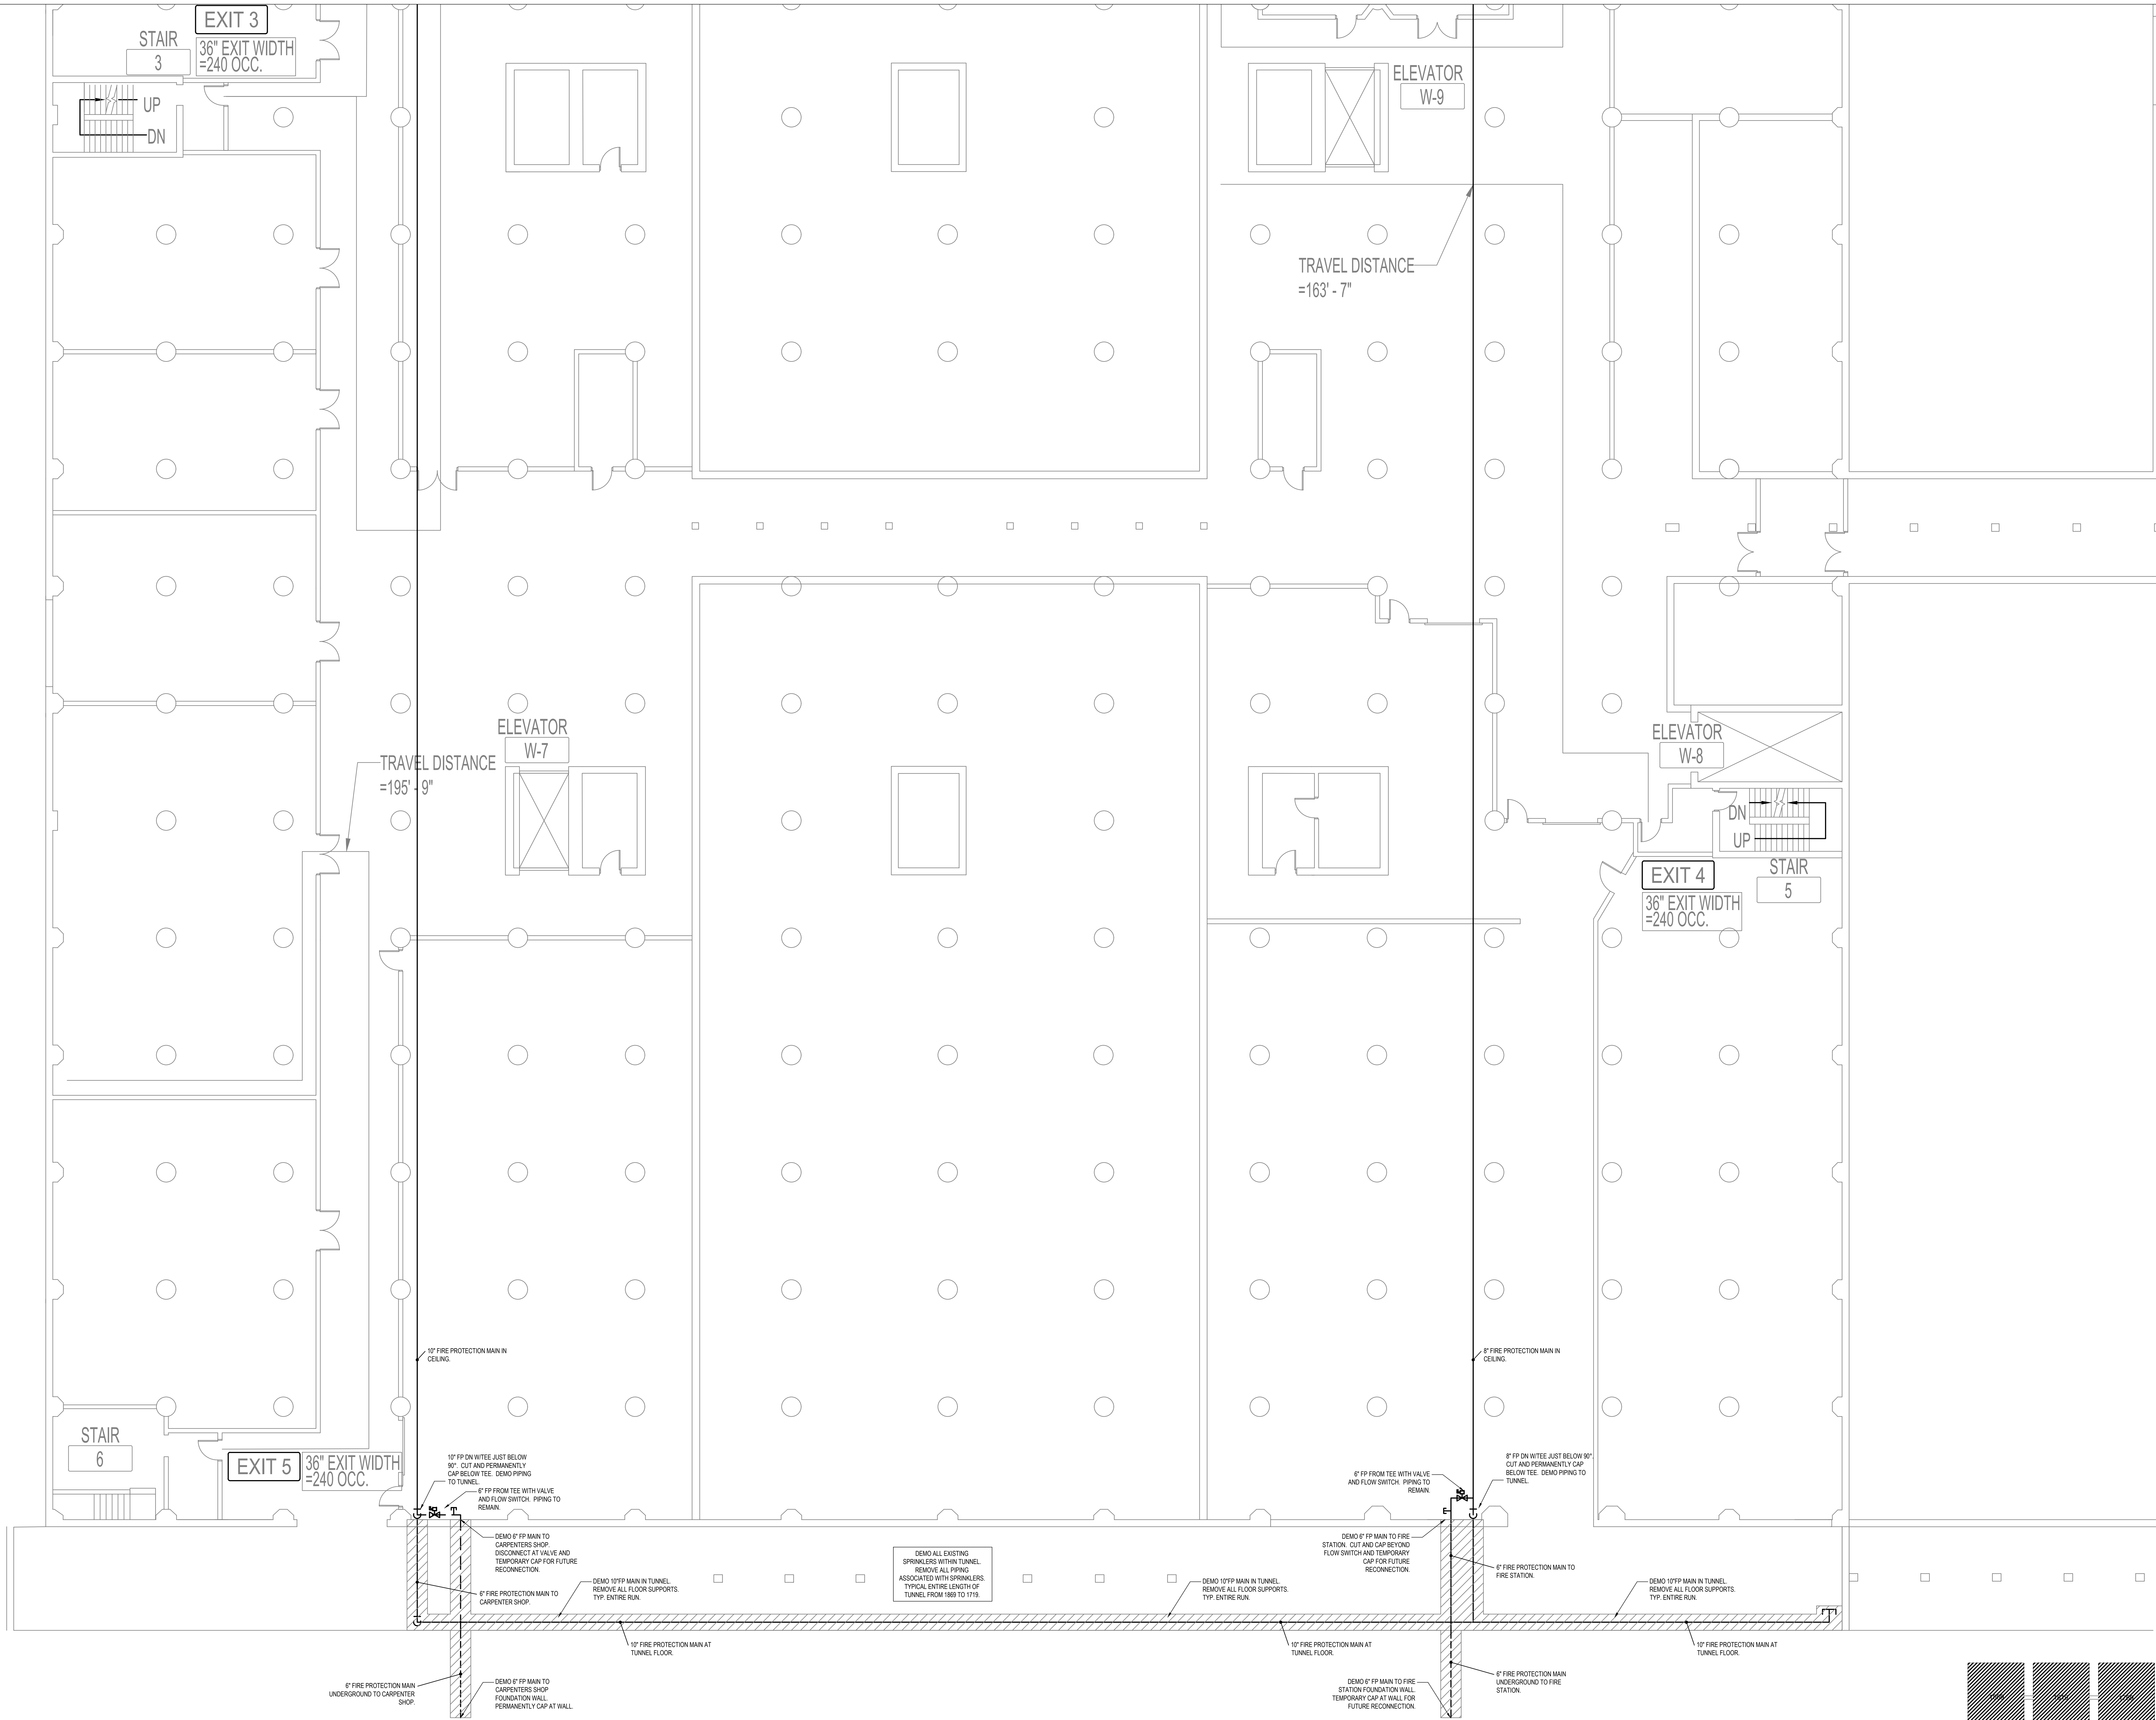 EXIT 3
STAIR
3
36" EXIT WIDTH
=240 OCC.
UP
DN
ELEVATOR
W-9
TRAVEL DISTANCE
=163' - 7"
ELEVATOR
W-7
TRAVEL DISTANCE
=195' - 9"
ELEVATOR
W-8
DN
UP
EXIT 4
STAIR
5
36" EXIT WIDTH
=240 OCC.
10" FIRE PROTECTION MAIN IN
CEILING.
8" FIRE PROTECTION MAIN IN
CEILING.
STAIR
6
EXIT 5
36" EXIT WIDTH
=240 OCC.
10" FP DN W/TEE JUST BELOW
90°. CUT AND PERMANENTLY
CAP BELOW TEE. DEMO PIPING
TO TUNNEL.
6" FP FROM TEE WITH VALVE
AND FLOW SWITCH. PIPING TO
REMAIN.
6" FP FROM TEE WITH VALVE
AND FLOW SWITCH. PIPING TO
REMAIN.
8" FP DN W/TEE JUST BELOW 90°.
CUT AND PERMANENTLY CAP
BELOW TEE. DEMO PIPING TO
TUNNEL.
DEMO 6" FP MAIN TO
CARPENTERS SHOP.
DISCONNECT AT VALVE AND
TEMPORARY CAP FOR FUTURE
RECONNECTION.
6" FIRE PROTECTION MAIN TO
CARPENTER SHOP.
DEMO 10"FP MAIN IN TUNNEL.
REMOVE ALL FLOOR SUPPORTS.
TYP. ENTIRE RUN.
DEMO ALL EXISTING
SPRINKLERS WITHIN TUNNEL.
REMOVE ALL PIPING
ASSOCIATED WITH SPRINKLERS.
TYPICAL ENTIRE LENGTH OF
TUNNEL FROM 1869 TO 1719.
DEMO 10"FP MAIN IN TUNNEL.
REMOVE ALL FLOOR SUPPORTS.
TYP. ENTIRE RUN.
DEMO 6" FP MAIN TO FIRE
STATION. CUT AND CAP BEYOND
FLOW SWITCH AND TEMPORARY
CAP FOR FUTURE
RECONNECTION.
6" FIRE PROTECTION MAIN TO
FIRE STATION.
DEMO 10"FP MAIN IN TUNNEL.
REMOVE ALL FLOOR SUPPORTS.
TYP. ENTIRE RUN.
10" FIRE PROTECTION MAIN AT
TUNNEL FLOOR.
10" FIRE PROTECTION MAIN AT
TUNNEL FLOOR.
10" FIRE PROTECTION MAIN AT
TUNNEL FLOOR.
6" FIRE PROTECTION MAIN
UNDERGROUND TO CARPENTER
SHOP.
DEMO 6" FP MAIN TO
CARPENTERS SHOP
FOUNDATION WALL.
PERMANENTLY CAP AT WALL.
DEMO 6" FP MAIN TO FIRE
STATION FOUNDATION WALL.
TEMPORARY CAP AT WALL FOR
FUTURE RECONNECTION.
6" FIRE PROTECTION MAIN
UNDERGROUND TO FIRE
STATION.